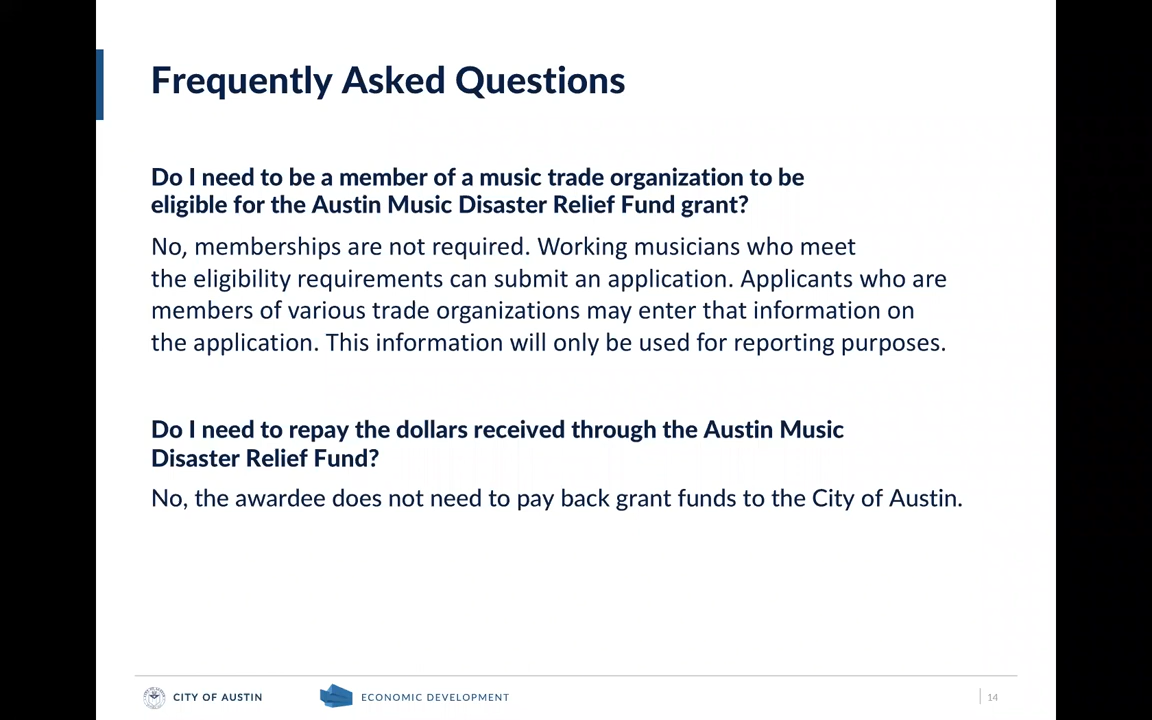 Frequently Asked Questions
Do I need to be a member of a music trade organization to be
eligible for the Austin Music Disaster Relief Fund grant?
No, memberships are not required. Working musicians who meet
the eligibility requirements can submit an application. Applicants who are
members of various trade organizations may enter that information on
the application. This information will only be used for reporting purposes.
Do I need to repay the dollars received through the Austin Music
Disaster Relief Fund?
No, the awardee does not need to pay back grant funds to the City of Austin.
CITY OF AUSTIN ECONOMIC DEVELOPMENT 14